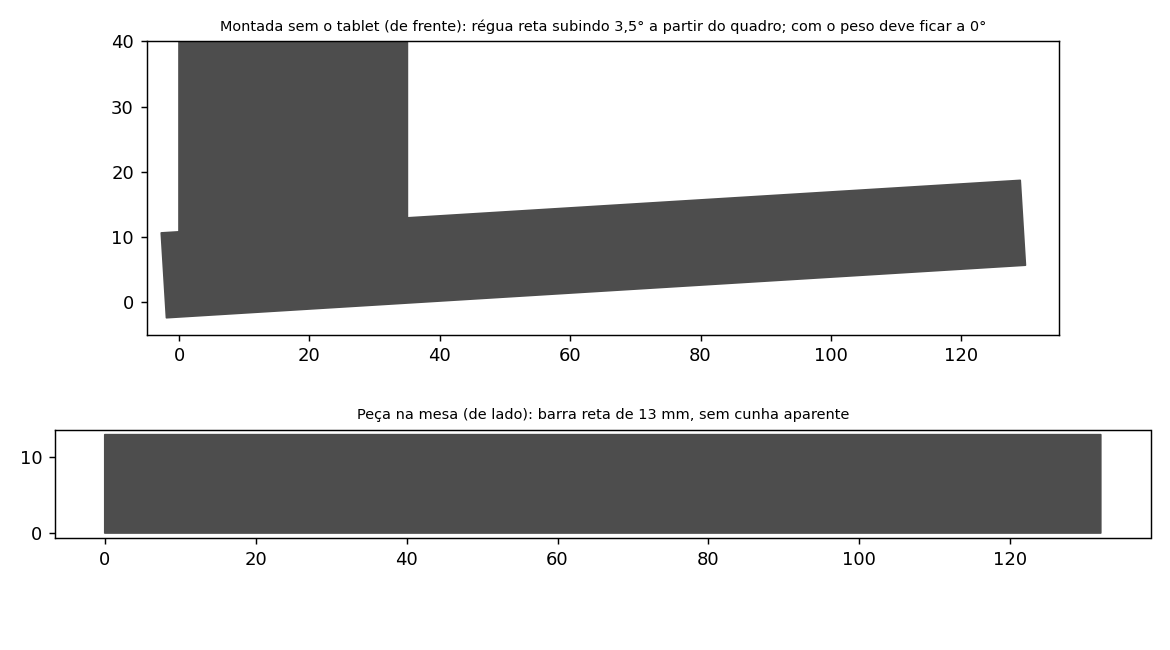 Montada sem o tablet (de frente): régua reta subindo 3,5° a partir do quadro; com o peso deve ficar a 0°
40
30
20
10
0
0 20 40 60 80 100 120
Peça na mesa (de lado): barra reta de 13 mm, sem cunha aparente
10
0
0 20 40 60 80 100 120